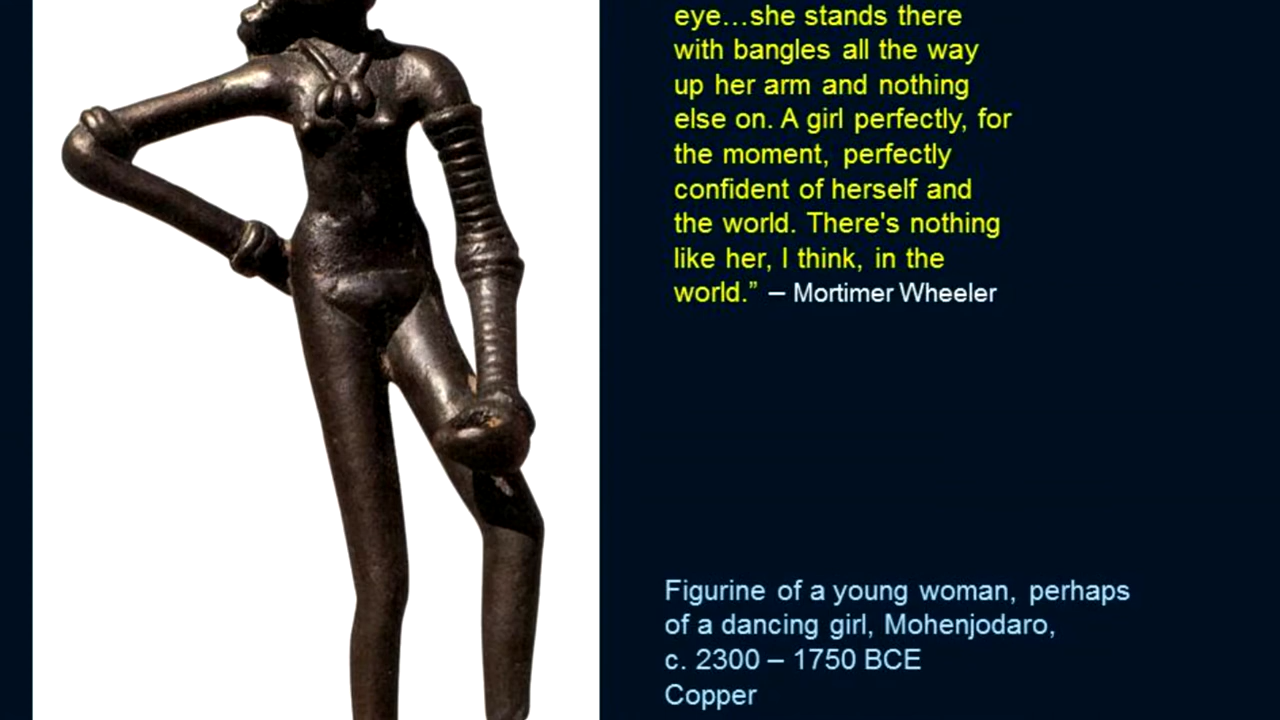 eye…she stands there
with bangles all the way
up her arm and nothing
else on. A girl perfectly, for
the moment, perfectly
confident of herself and
the world. There's nothing
like her, I think, in the
world.” – Mortimer Wheeler
Figurine of a young woman, perhaps
of a dancing girl, Mohenjodaro,
c. 2300 – 1750 BCE
Copper